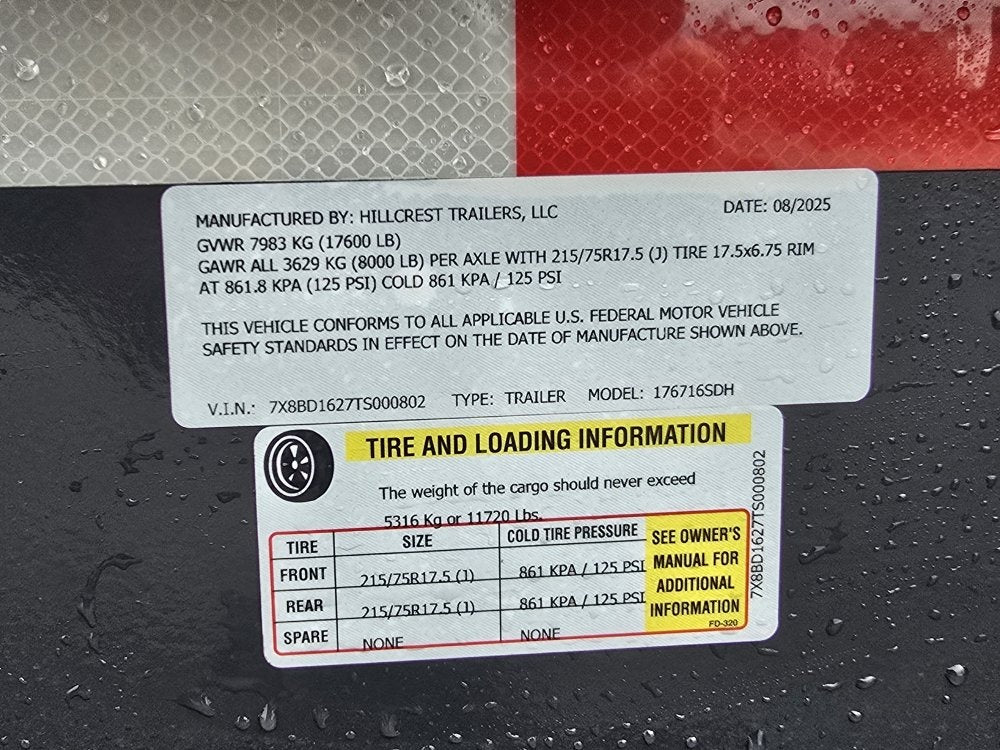 MANUFACTURED BY: HILLCREST TRAILERS, LLC DATE: 08/2025
GVWR 7983 KG (17600 LB)
GAWR ALL 3629 KG (8000 LB) PER AXLE WITH 215/75R17.5 (J) TIRE 17.5x6.75 RIM
AT 861.8 KPA (125 PSI) COLD 861 KPA / 125 PSI
THIS VEHICLE CONFORMS TO ALL APPLICABLE U.S. FEDERAL MOTOR VEHICLE
SAFETY STANDARDS IN EFFECT ON THE DATE OF MANUFACTURE SHOWN ABOVE.
V.I.N.: 7X8BD1627TS000802 TYPE: TRAILER MODEL: 176716SDH
TIRE AND LOADING INFORMATION
The weight of the cargo should never exceed
5316 Kg or 11720 Lbs.
TIRE SIZE COLD TIRE PRESSURE
FRONT 215/75R17.5 (J) 861 KPA / 125 PSI
REAR 215/75R17.5 (J) 861 KPA / 125 PSI
SPARE NONE NONE
SEE OWNER'S
MANUAL FOR
ADDITIONAL
INFORMATION
FD-320
7X8BD1627TS000802